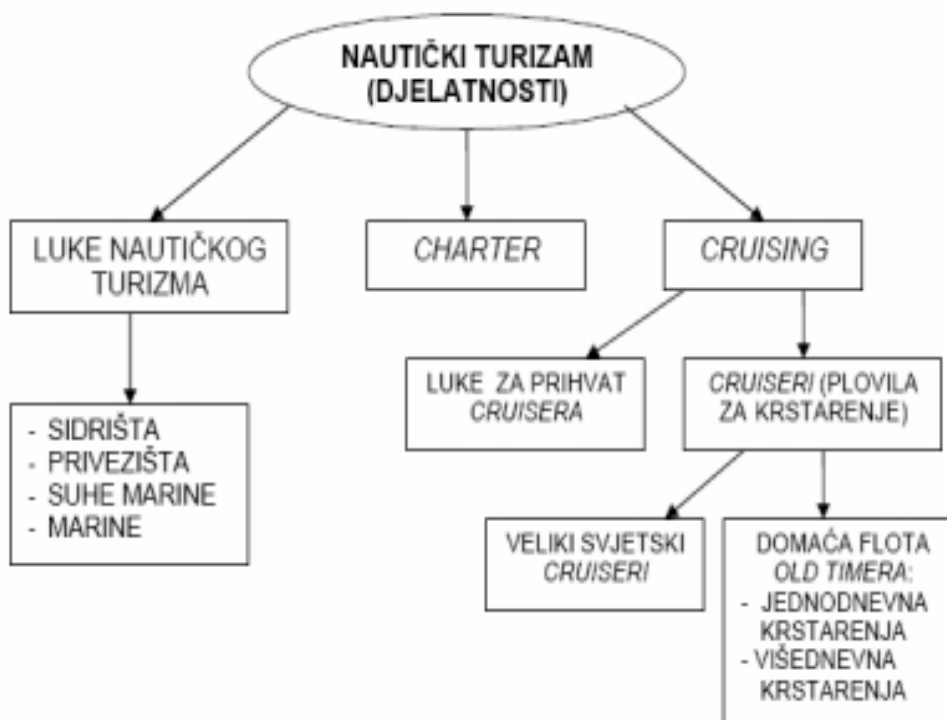 NAUTIČKI TURIZAM
(DJELATNOSTI)
LUKE NAUTIČKOG
TURIZMA
CHARTER
CRUISING
LUKE ZA PRIHVAT
CRUISERA
CRUISERI (PLOVILA
ZA KRSTARENJE)
- SIDRIŠTA
- PRIVEZIŠTA
- SUHE MARINE
- MARINE
VELIKI SVJETSKI
CRUISERI
DOMAĆA FLOTA
OLD TIMERA:
- JEDNODNEVNA
KRSTARENJA
- VIŠEDNEVNA
KRSTARENJA